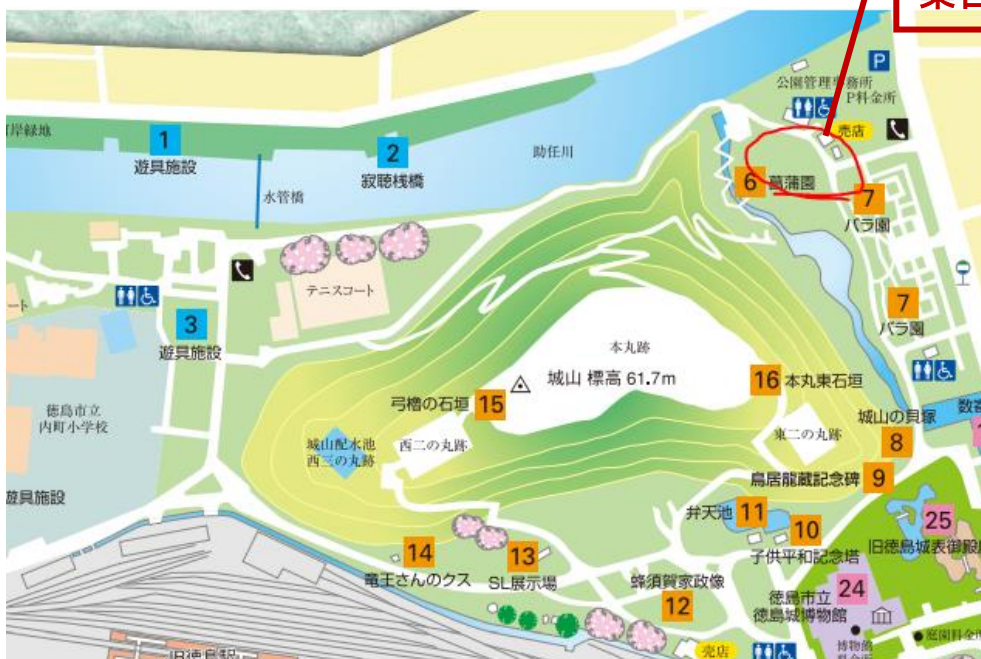 P
公園管理事務所
P料金所
売店
1
遊具施設
2
寂聴桟橋
助任川
水管橋
6 菖蒲園
7
バラ園
テニスコート
3
遊具施設
7
バラ園
本丸跡
城山 標高 61.7m
弓櫓の石垣 15
16 本丸東石垣
徳島市立
内町小学校
城山配水池
西三の丸跡
西二の丸跡
東二の丸跡
城山の貝塚
8
鳥居龍蔵記念碑 9
遊具施設
弁天池 11
10
子供平和記念塔
25
旧徳島城表御殿
14
竜王さんのクス
13
SL展示場
蜂須賀家政像
12
徳島市立 24
徳島城博物館
博物館
庭園料金所
売店